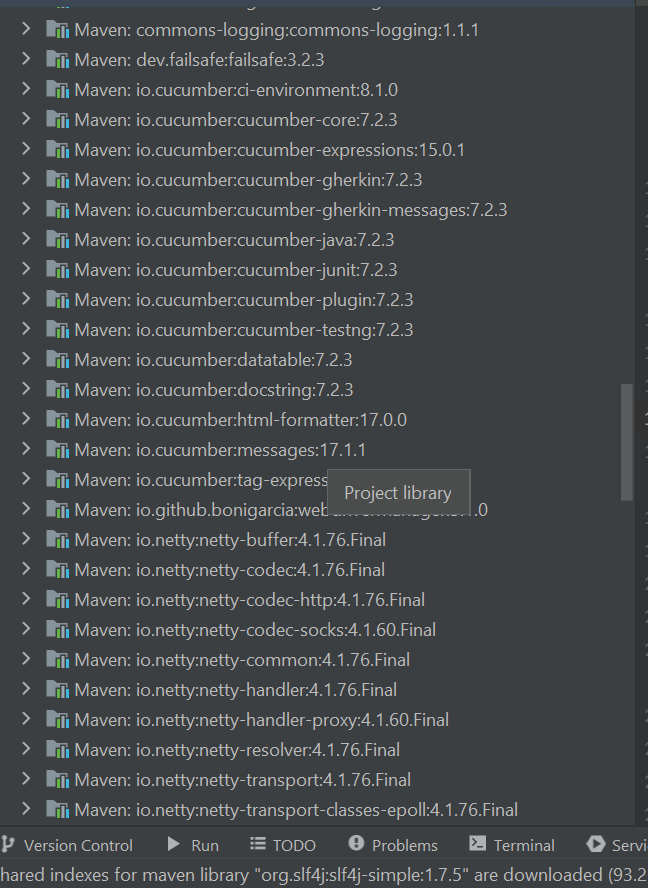 Maven: commons-logging:commons-logging:1.1.1
Maven: dev.failsafe:failsafe:3.2.3
Maven: io.cucumber:ci-environment:8.1.0
Maven: io.cucumber:cucumber-core:7.2.3
Maven: io.cucumber:cucumber-expressions:15.0.1
Maven: io.cucumber:cucumber-gherkin:7.2.3
Maven: io.cucumber:cucumber-gherkin-messages:7.2.3
Maven: io.cucumber:cucumber-java:7.2.3
Maven: io.cucumber:cucumber-junit:7.2.3
Maven: io.cucumber:cucumber-plugin:7.2.3
Maven: io.cucumber:cucumber-testng:7.2.3
Maven: io.cucumber:datatable:7.2.3
Maven: io.cucumber:docstring:7.2.3
Maven: io.cucumber:html-formatter:17.0.0
Maven: io.cucumber:messages:17.1.1
Maven: io.cucumber:tag-express
Project library
Maven: io.github.bonigarcia:
Maven: io.netty:netty-buffer:4.1.76.Final
Maven: io.netty:netty-codec:4.1.76.Final
Maven: io.netty:netty-codec-http:4.1.76.Final
Maven: io.netty:netty-codec-socks:4.1.60.Final
Maven: io.netty:netty-common:4.1.76.Final
Maven: io.netty:netty-handler:4.1.76.Final
Maven: io.netty:netty-handler-proxy:4.1.60.Final
Maven: io.netty:netty-resolver:4.1.76.Final
Maven: io.netty:netty-transport:4.1.76.Final
Maven: io.netty:netty-transport-classes-epoll:4.1.76.Final
Version Control Run TODO Problems Terminal Servi
hared indexes for maven library "org.slf4j:slf4j-simple:1.7.5" are downloaded (93.2